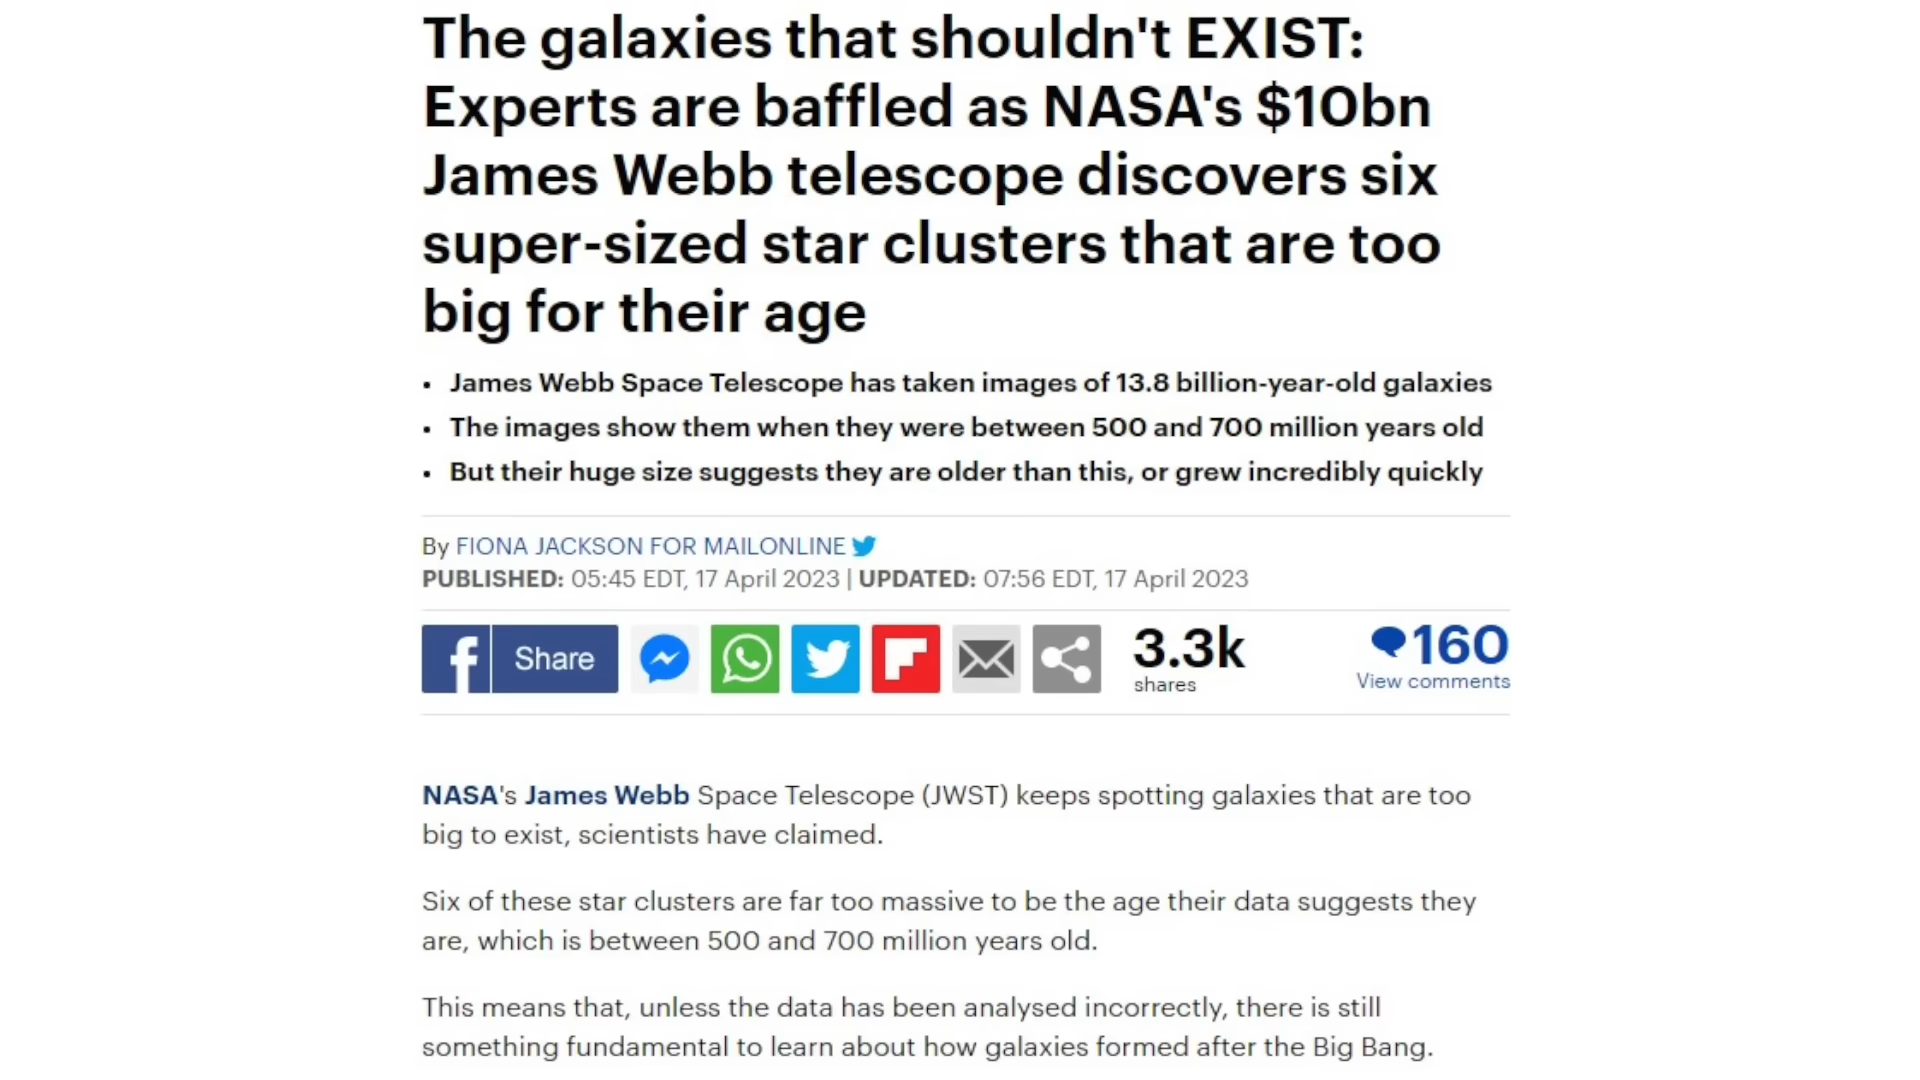 The galaxies that shouldn't EXIST:
Experts are baffled as NASA's $10bn
James Webb telescope discovers six
super-sized star clusters that are too
big for their age
• James Webb Space Telescope has taken images of 13.8 billion-year-old galaxies
• The images show them when they were between 500 and 700 million years old
• But their huge size suggests they are older than this, or grew incredibly quickly
By FIONA JACKSON FOR MAILONLINE
PUBLISHED: 05:45 EDT, 17 April 2023 | UPDATED: 07:56 EDT, 17 April 2023
f Share 3.3k 160
shares View comments
NASA's James Webb Space Telescope (JWST) keeps spotting galaxies that are too
big to exist, scientists have claimed.
Six of these star clusters are far too massive to be the age their data suggests they
are, which is between 500 and 700 million years old.
This means that, unless the data has been analysed incorrectly, there is still
something fundamental to learn about how galaxies formed after the Big Bang.